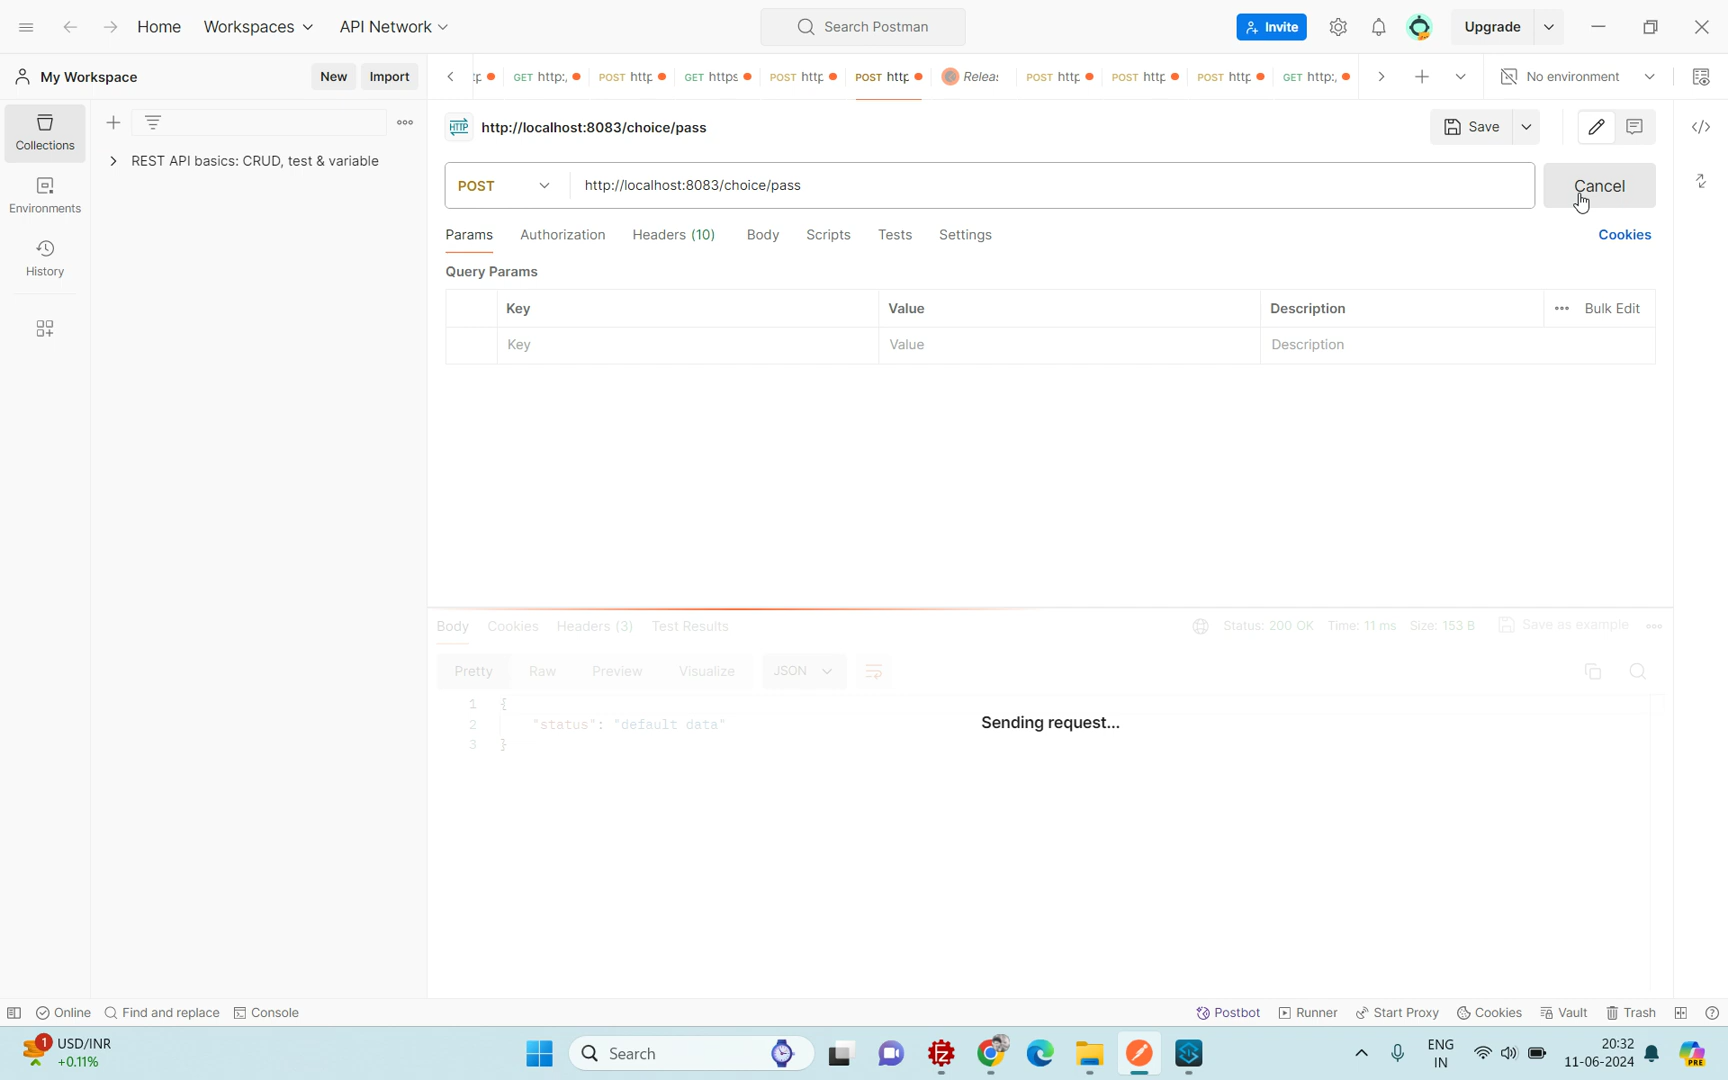 Home Workspaces API Network Search Postman Invite Upgrade
My Workspace New Import GET http:, POST http GET https POST http POST http Releas POST http POST http POST http GET http:, No environment
Collections
Environments
History
REST API basics: CRUD, test & variable
HTTP http://localhost:8083/choice/pass Save
POST http://localhost:8083/choice/pass Cancel
Params Authorization Headers (10) Body Scripts Tests Settings Cookies
Query Params
Key Value Description Bulk Edit
Key Value Description
Body Cookies Headers (3) Test Results Status: 200 OK Time: 11 ms Size: 153 B Save as example
Pretty Raw Preview Visualize JSON
1 {
2 "status": "default data"
3 }
Sending request...
Online Find and replace Console Postbot Runner Start Proxy Cookies Vault Trash
1 USD/INR
+0.11%
Search
ENG
IN
20:32
11-06-2024
PRE